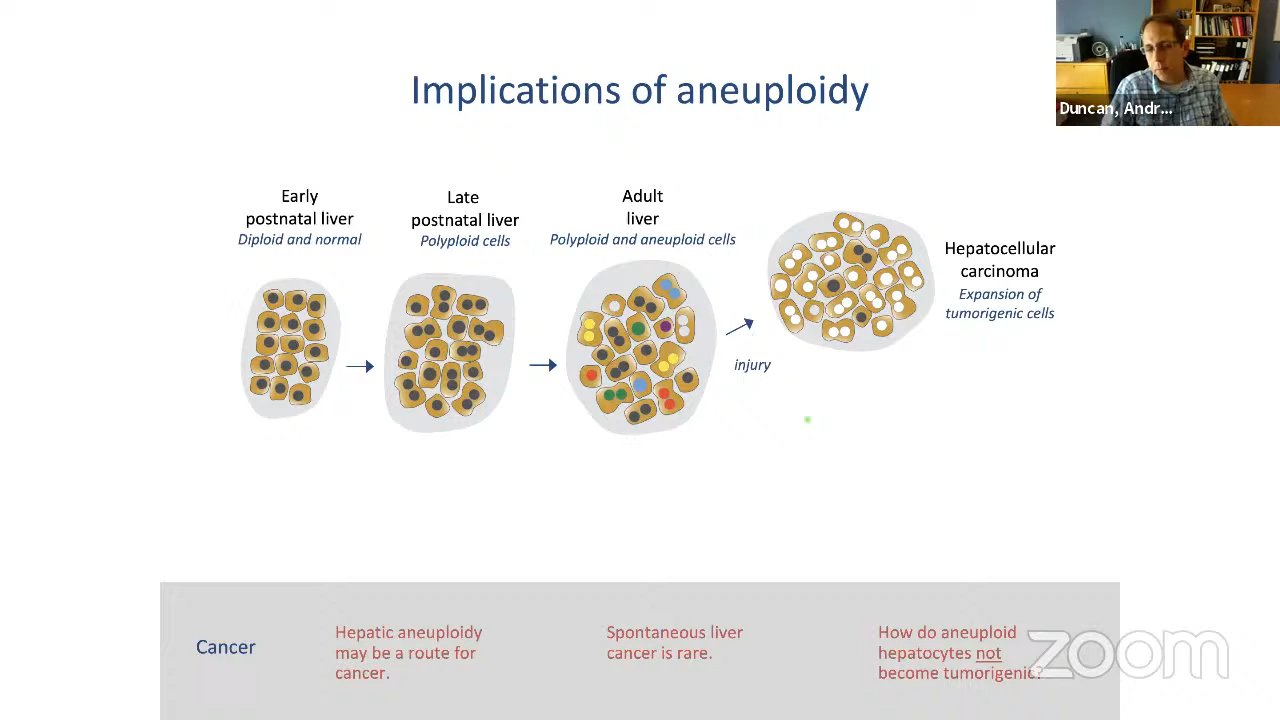 Implications of aneuploidy
Duncan, Andr...
Early
postnatal liver
Diploid and normal
Late
postnatal liver
Polyploid cells
Adult
liver
Polyploid and aneuploid cells
injury
Hepatocellular
carcinoma
Expansion of
tumorigenic cells
Cancer
Hepatic aneuploidy
may be a route for
cancer.
Spontaneous liver
cancer is rare.
How do aneuploid
hepatocytes not
become tumorigenic?
zoom